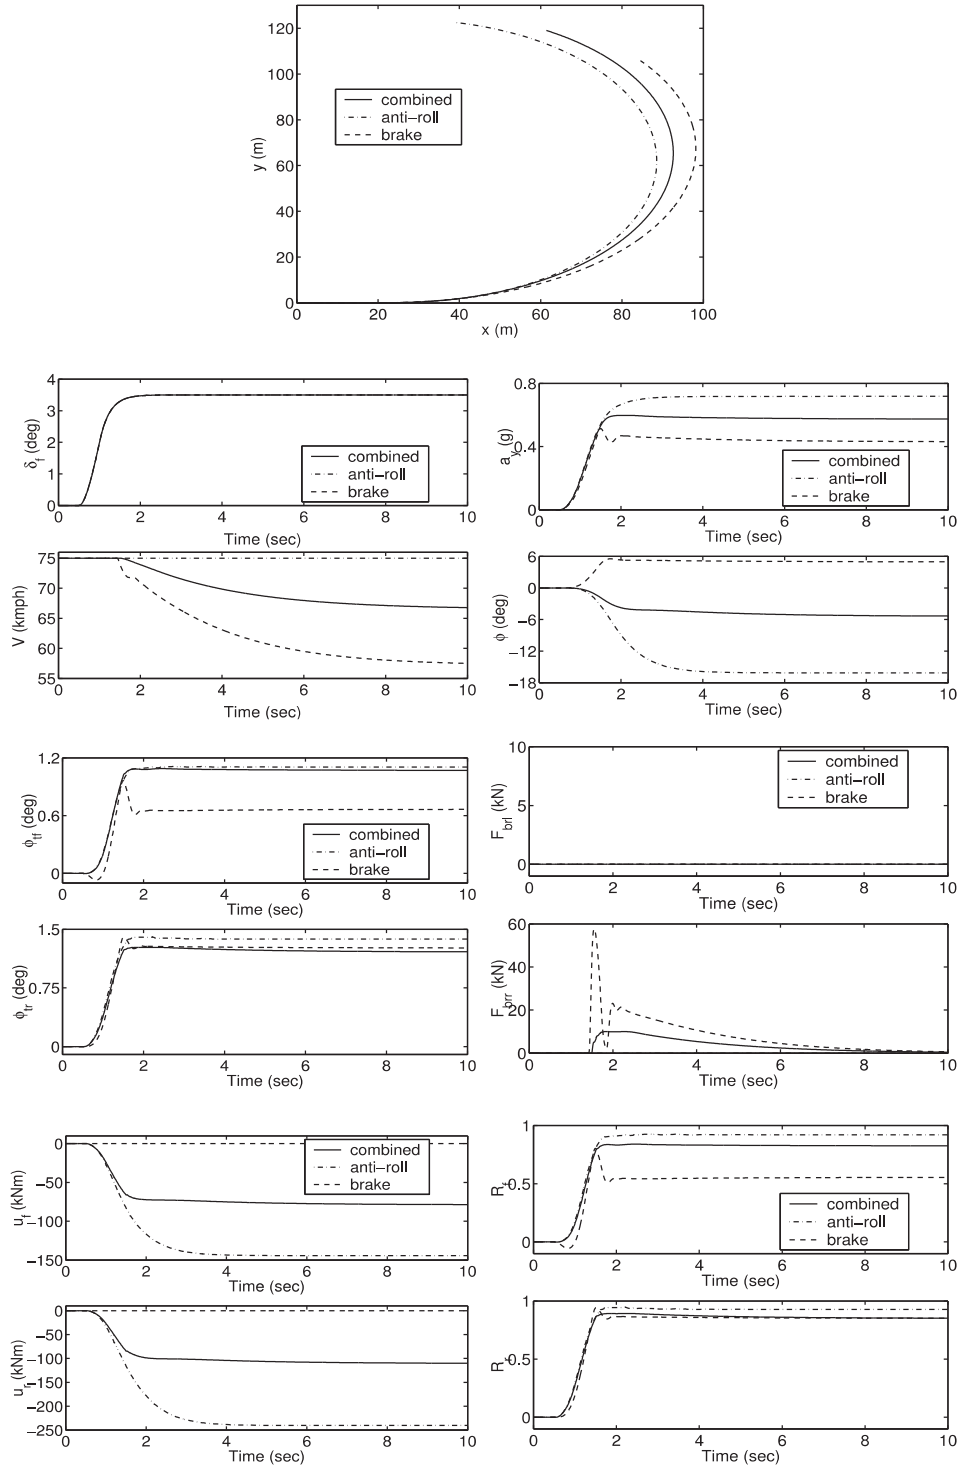 120
100
80
60
40
20
0
y (m)
combined
anti−roll
brake
0 20 40 60 80 100
x (m)
4
3
2
1
0
δf (deg)
combined
anti−roll
brake
0 2 4 6 8 10
Time (sec)
0.8
0.4
0
ay (g)
combined
anti−roll
brake
0 2 4 6 8 10
Time (sec)
75
70
65
60
55
V (kmph)
0 2 4 6 8 10
Time (sec)
6
0
−6
−12
−18
ϕ (deg)
0 2 4 6 8 10
Time (sec)
1.2
0.6
0
ϕtf (deg)
combined
anti−roll
brake
0 2 4 6 8 10
Time (sec)
10
5
0
Fbrl (kN)
combined
anti−roll
brake
0 2 4 6 8 10
Time (sec)
1.5
0.75
0
ϕtr (deg)
0 2 4 6 8 10
Time (sec)
60
40
20
0
Fbrr (kN)
0 2 4 6 8 10
Time (sec)
0
−50
−100
−150
uf (kNm)
combined
anti−roll
brake
0 2 4 6 8 10
Time (sec)
1
0.5
0
Rf
combined
anti−roll
brake
0 2 4 6 8 10
Time (sec)
0
−50
−100
−150
−200
−250
ur (kNm)
0 2 4 6 8 10
Time (sec)
1
0.5
0
0 2 4 6 8 10
Time (sec)